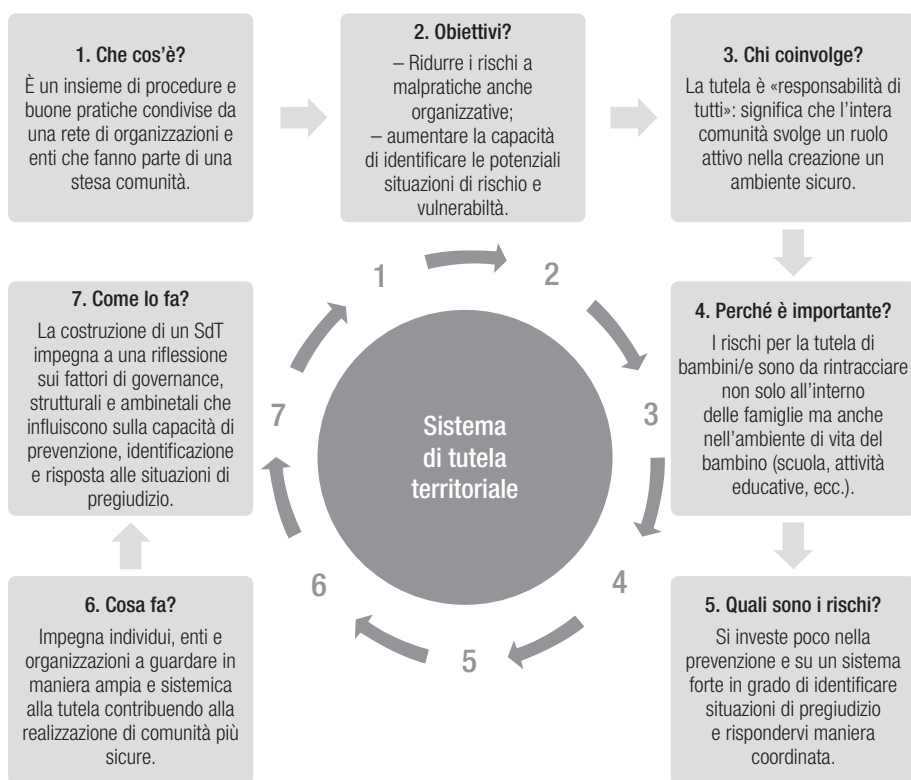 1. Che cos'è?
È un insieme di procedure e
buone pratiche condivise da
una rete di organizzazioni e
enti che fanno parte di una
stesa comunità.
2. Obiettivi?
– Ridurre i rischi a
malpratiche anche
organizzative;
– aumentare la capacità
di identificare le potenziali
situazioni di rischio e
vulnerabiltà.
3. Chi coinvolge?
La tutela è «responsabilità di
tutti»: significa che l'intera
comunità svolge un ruolo
attivo nella creazione un
ambiente sicuro.
4. Perché è importante?
I rischi per la tutela di
bambini/e sono da rintracciare
non solo all'interno
delle famiglie ma anche
nell'ambiente di vita del
bambino (scuola, attività
educative, ecc.).
5. Quali sono i rischi?
Si investe poco nella
prevenzione e su un sistema
forte in grado di identificare
situazioni di pregiudizio
e rispondervi maniera
coordinata.
6. Cosa fa?
Impegna individui, enti e
organizzazioni a guardare in
maniera ampia e sistemica
alla tutela contribuendo alla
realizzazione di comunità più
sicure.
7. Come lo fa?
La costruzione di un SdT
impegna a una riflessione
sui fattori di governance,
strutturali e ambinetali che
influiscono sulla capacità di
prevenzione, identificazione
e risposta alle situazioni di
pregiudizio.
1
2
3
4
5
6
7
Sistema
di tutela
territoriale